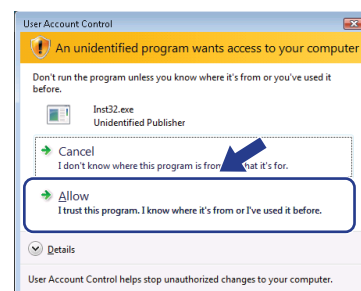 User Account Control
An unidentified program wants access to your computer
Don't run the program unless you know where it's from or you've used it
before.
Inst32.exe
Unidentified Publisher
Cancel
I don't know where this program is from what it's for.
Allow
I trust this program. I know where it's from or I've used it before.
Details
User Account Control helps stop unauthorized changes to your computer.